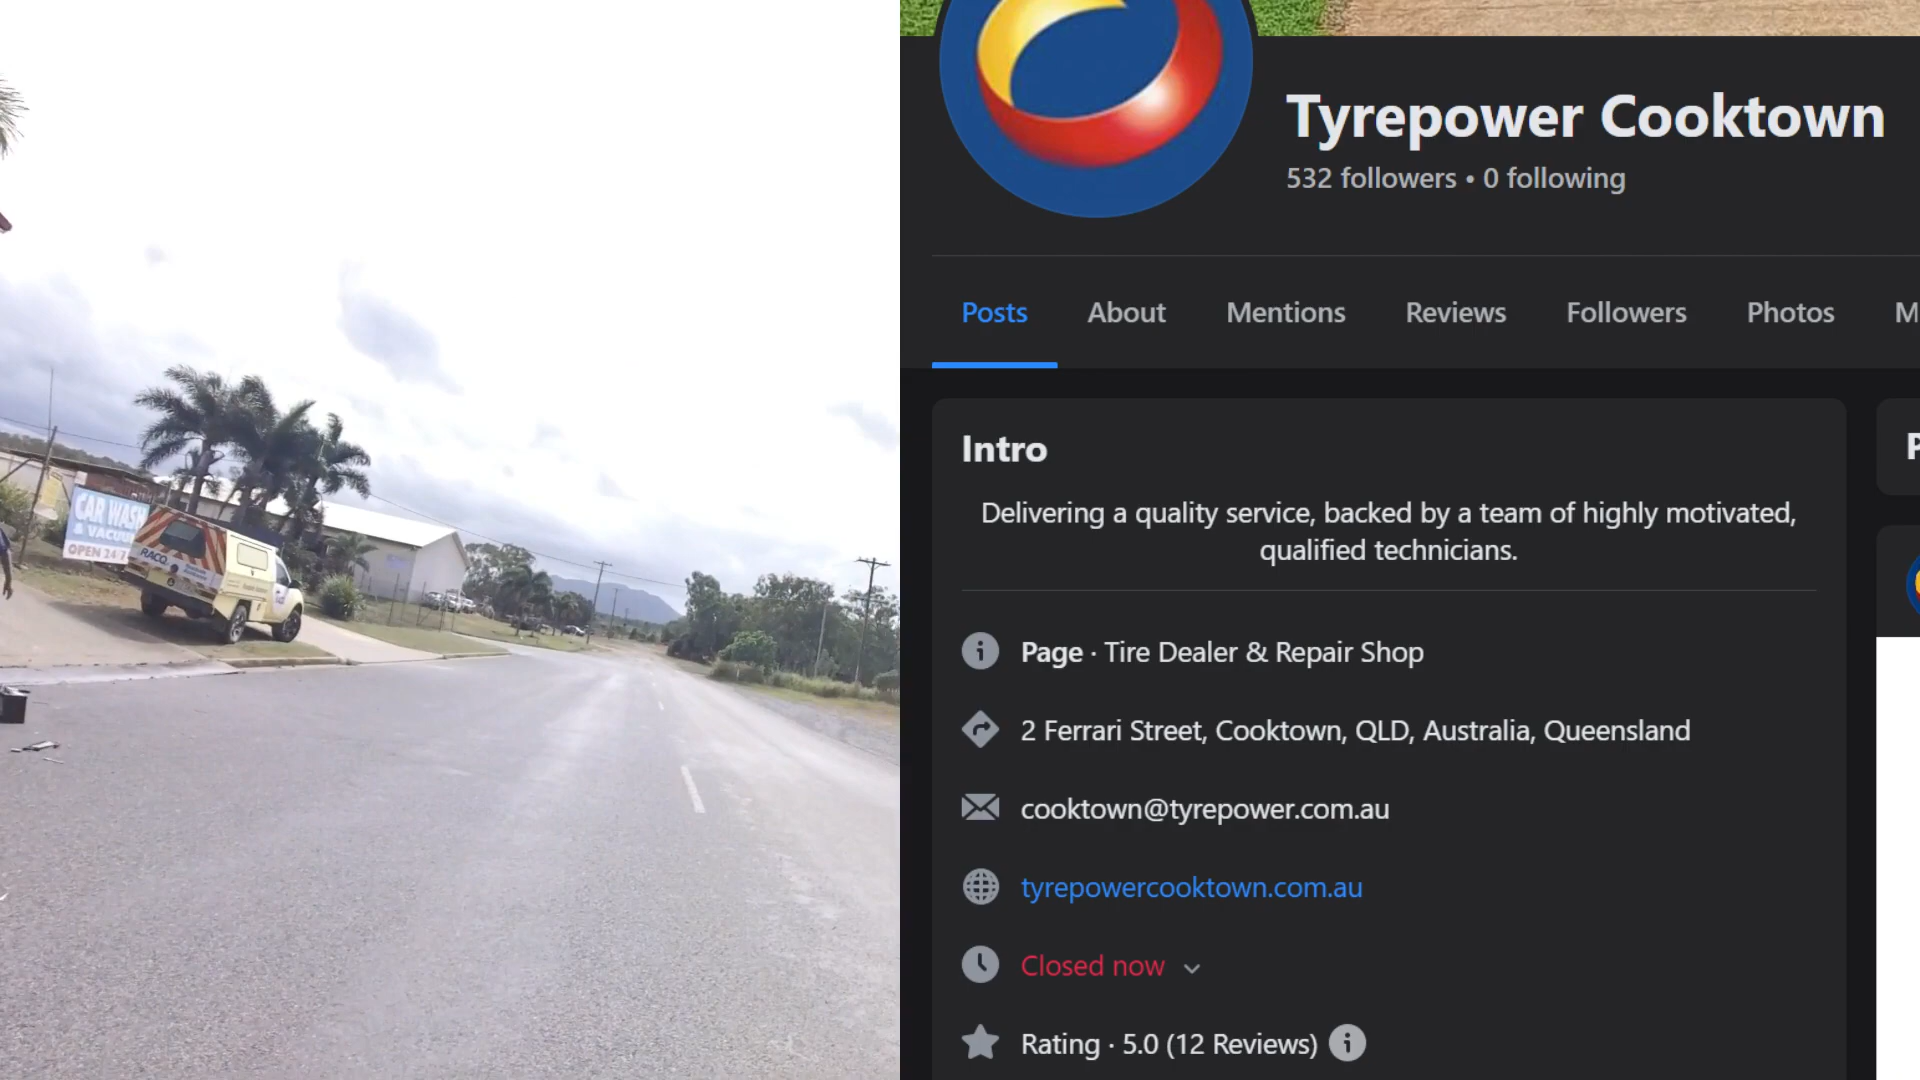 CAR WASH
& VACUUM
OPEN 24/7
RACQ
Tyrepower Cooktown
532 followers • 0 following
Posts
About
Mentions
Reviews
Followers
Photos
M
Intro
P
Delivering a quality service, backed by a team of highly motivated,
qualified technicians.
Page · Tire Dealer & Repair Shop
2 Ferrari Street, Cooktown, QLD, Australia, Queensland
cooktown@tyrepower.com.au
tyrepowercooktown.com.au
Closed now
Rating · 5.0 (12 Reviews)